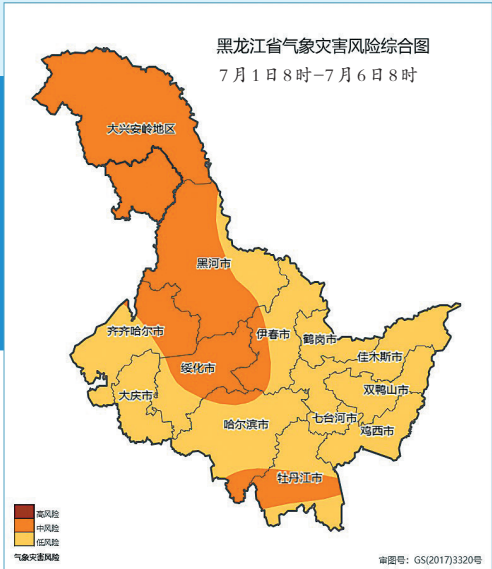 黑龙江省气象灾害风险综合图
7月1日8时—7月6日8时
大兴安岭地区
黑河市
齐齐哈尔市
伊春市
鹤岗市
佳木斯市
绥化市
双鸭山市
大庆市
哈尔滨市
七台河市
鸡西市
牡丹江市
高风险
中风险
低风险
气象灾害风险
审图号：GS(2017)3320号